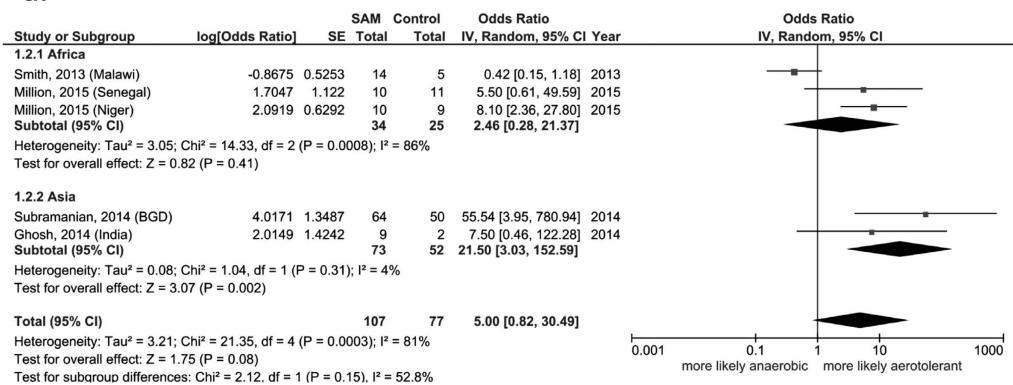 SAM Control Odds Ratio Odds Ratio
Study or Subgroup log[Odds Ratio] SE Total Total IV, Random, 95% CI Year IV, Random, 95% CI
1.2.1 Africa
Smith, 2013 (Malawi) -0.8675 0.5253 14 5 0.42 [0.15, 1.18] 2013
Million, 2015 (Senegal) 1.7047 1.122 10 11 5.50 [0.61, 49.59] 2015
Million, 2015 (Niger) 2.0919 0.6292 10 9 8.10 [2.36, 27.80] 2015
Subtotal (95% CI) 34 25 2.46 [0.28, 21.37]
Heterogeneity: Tau² = 3.05; Chi² = 14.33, df = 2 (P = 0.0008); I² = 86%
Test for overall effect: Z = 0.82 (P = 0.41)
1.2.2 Asia
Subramanian, 2014 (BGD) 4.0171 1.3487 64 50 55.54 [3.95, 780.94] 2014
Ghosh, 2014 (India) 2.0149 1.4242 9 2 7.50 [0.46, 122.28] 2014
Subtotal (95% CI) 73 52 21.50 [3.03, 152.59]
Heterogeneity: Tau² = 0.08; Chi² = 1.04, df = 1 (P = 0.31); I² = 4%
Test for overall effect: Z = 3.07 (P = 0.002)
Total (95% CI) 107 77 5.00 [0.82, 30.49]
Heterogeneity: Tau² = 3.21; Chi² = 21.35, df = 4 (P = 0.0003); I² = 81%
Test for overall effect: Z = 1.75 (P = 0.08)
Test for subgroup differences: Chi² = 2.12, df = 1 (P = 0.15), I² = 52.8%
0.001 0.1 1 10 1000
more likely anaerobic more likely aerotolerant